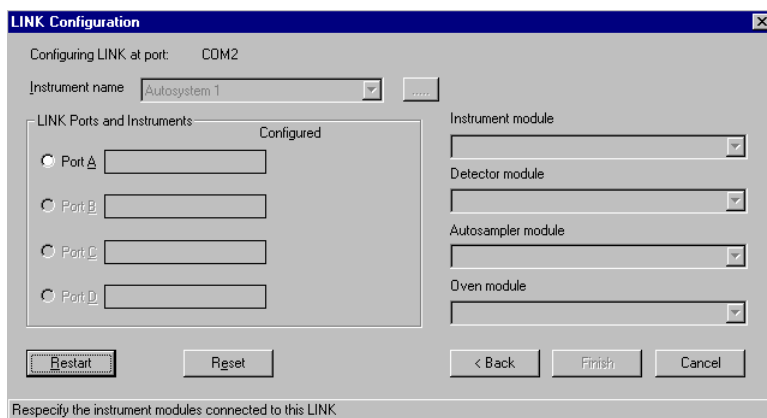 LINK Configuration
Configuring LINK at port: COM2
Instrument name Autosystem 1 .....
LINK Ports and Instruments
Configured
Port A
Port B
Port C
Port D
Instrument module
Detector module
Autosampler module
Oven module
Restart Reset < Back Finish Cancel
Respecify the instrument modules connected to this LINK